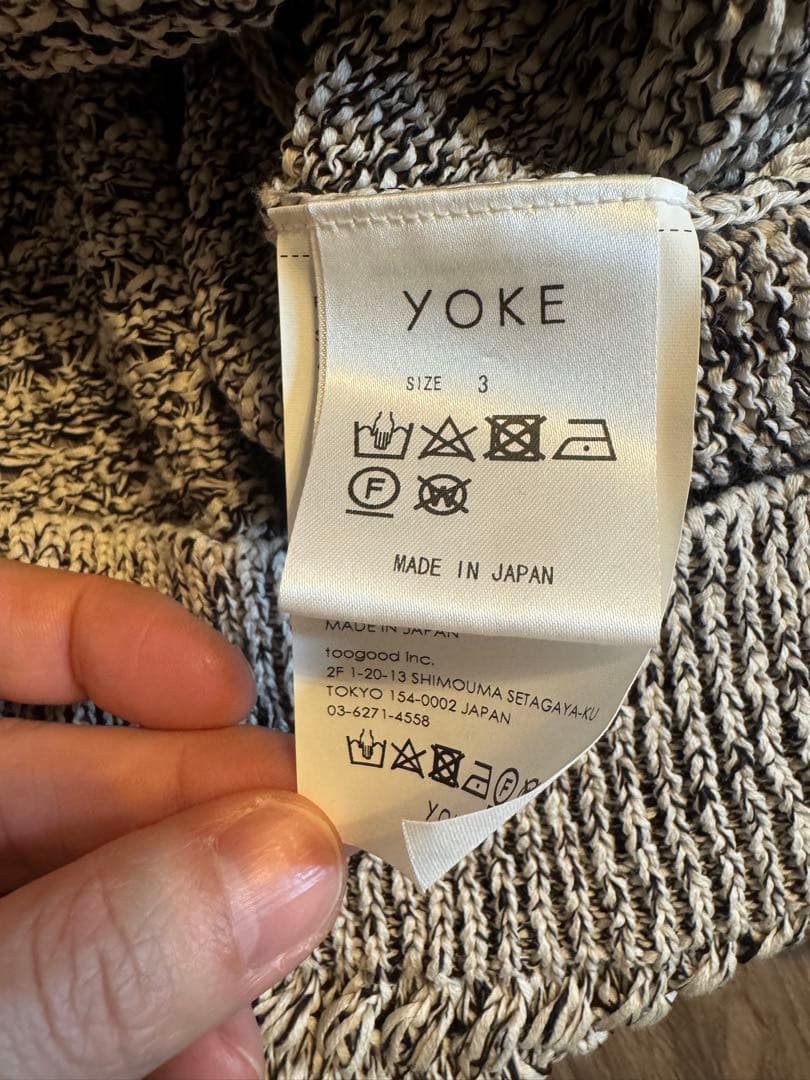 YOKE
SIZE 3
F
W
MADE IN JAPAN
MADE IN JAPAN
toogood Inc.
2F 1-20-13 SHIMOUMA SETAGAYA-KU
TOKYO 154-0002 JAPAN
03-6271-4558
F